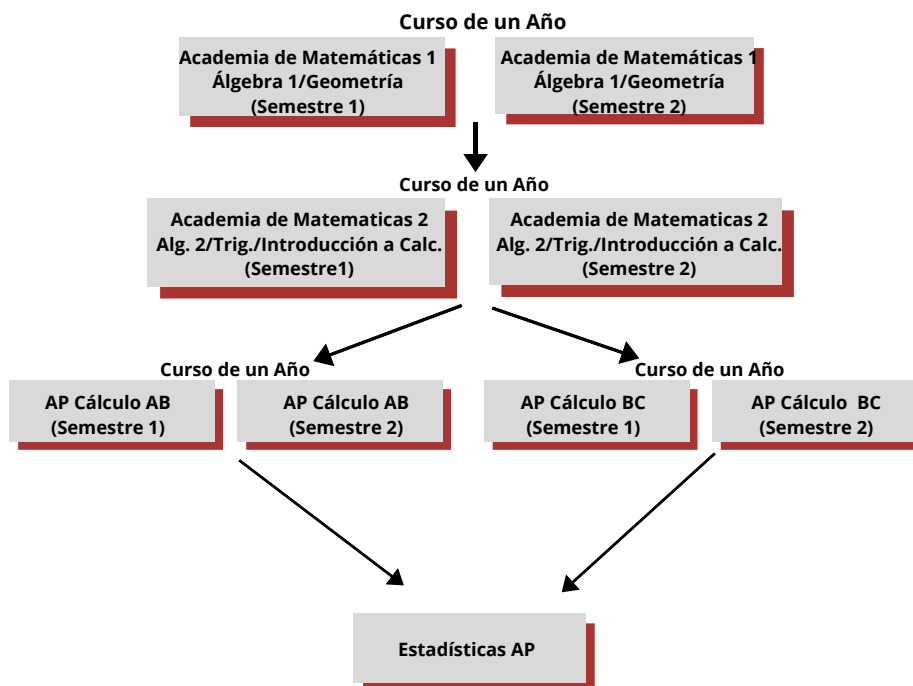 Curso de un Año
Academia de Matemáticas 1
Álgebra 1/Geometría
(Semestre 1)
Academia de Matemáticas 1
Álgebra 1/Geometría
(Semestre 2)
Curso de un Año
Academia de Matematicas 2
Alg. 2/Trig./Introducción a Calc.
(Semestre1)
Academia de Matematicas 2
Alg. 2/Trig./Introducción a Calc.
(Semestre 2)
Curso de un Año
AP Cálculo AB
(Semestre 1)
AP Cálculo AB
(Semestre 2)
Curso de un Año
AP Cálculo BC
(Semestre 1)
AP Cálculo  BC
(Semestre 2)
Estadísticas AP